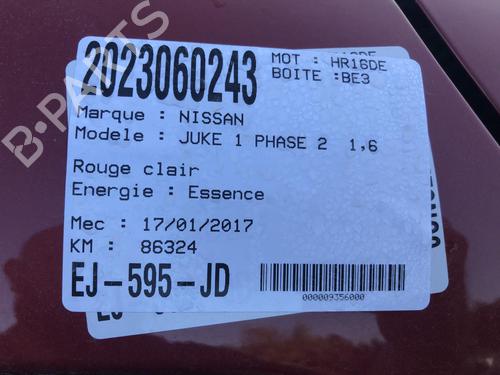 2023060243
MOT : HR16DE
BOITE :BE3
Marque : NISSAN
Modele : JUKE 1 PHASE 2 1,6
Rouge clair
Energie : Essence
Mec : 17/01/2017
KM : 86324
EJ-595-JD
000009356000
B-PARTS